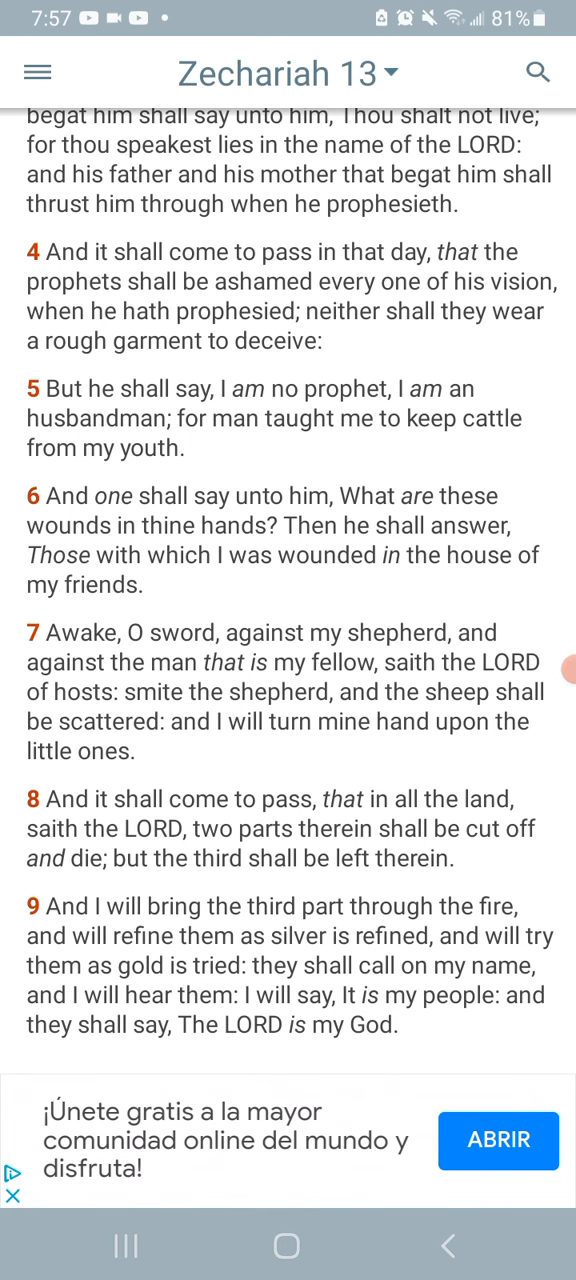 7:57
81%
Zechariah 13
begat him shall say unto him, Thou shalt not live;
for thou speakest lies in the name of the LORD:
and his father and his mother that begat him shall
thrust him through when he prophesieth.
4 And it shall come to pass in that day, that the
prophets shall be ashamed every one of his vision,
when he hath prophesied; neither shall they wear
a rough garment to deceive:
5 But he shall say, I am no prophet, I am an
husbandman; for man taught me to keep cattle
from my youth.
6 And one shall say unto him, What are these
wounds in thine hands? Then he shall answer,
Those with which I was wounded in the house of
my friends.
7 Awake, O sword, against my shepherd, and
against the man that is my fellow, saith the LORD
of hosts: smite the shepherd, and the sheep shall
be scattered: and I will turn mine hand upon the
little ones.
8 And it shall come to pass, that in all the land,
saith the LORD, two parts therein shall be cut off
and die; but the third shall be left therein.
9 And I will bring the third part through the fire,
and will refine them as silver is refined, and will try
them as gold is tried: they shall call on my name,
and I will hear them: I will say, It is my people: and
they shall say, The LORD is my God.
¡Únete gratis a la mayor
comunidad online del mundo y
disfruta!
ABRIR